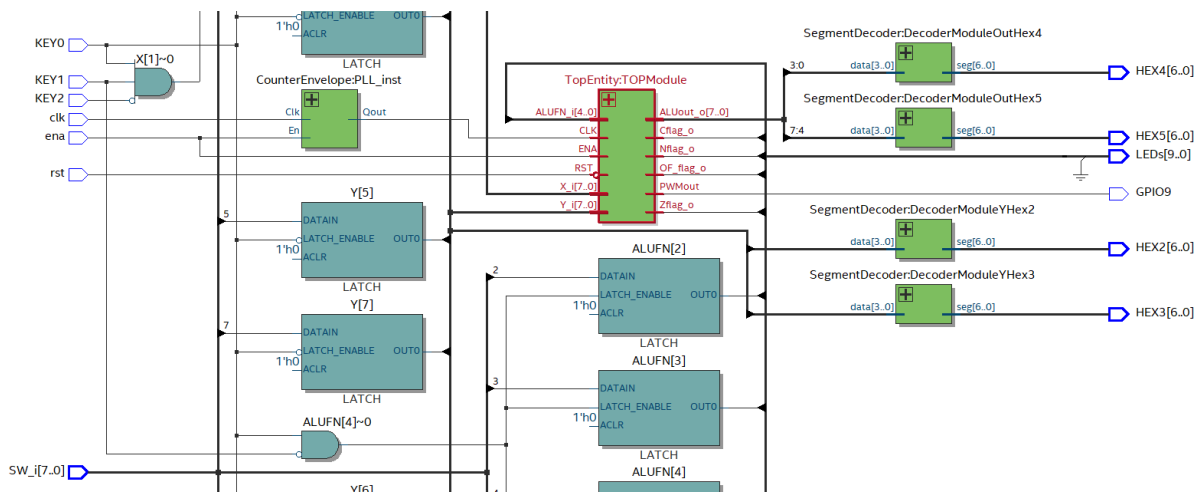 LATCH_ENABLE OUT0
1'h0
ACLR
LATCH
KEY0
X[1]~0
KEY1
KEY2
clk
ena
rst
CounterEnvelope:PLL_inst
Clk Qout
En
TopEntity:TOPModule
ALUFN_i[4..0] ALUout_o[7..0]
CLK Cflag_o
ENA Nflag_o
RST OF_flag_o
X_i[7..0] PWMout
Y_i[7..0] Zflag_o
SegmentDecoder:DecoderModuleOutHex4
3:0 data[3..0] seg[6..0] HEX4[6..0]
SegmentDecoder:DecoderModuleOutHex5
7:4 data[3..0] seg[6..0] HEX5[6..0]
LEDs[9..0]
GPIO9
SegmentDecoder:DecoderModuleYHex2
data[3..0] seg[6..0] HEX2[6..0]
SegmentDecoder:DecoderModuleYHex3
data[3..0] seg[6..0] HEX3[6..0]
Y[5]
5
DATAIN
LATCH_ENABLE OUT0
1'h0
ACLR
LATCH
Y[7]
7
DATAIN
LATCH_ENABLE OUT0
1'h0
ACLR
LATCH
ALUFN[2]
2
DATAIN
LATCH_ENABLE OUT0
1'h0
ACLR
LATCH
ALUFN[3]
3
DATAIN
LATCH_ENABLE OUT0
1'h0
ACLR
LATCH
ALUFN[4]
ALUFN[4]~0
SW_i[7..0]
Y[6]